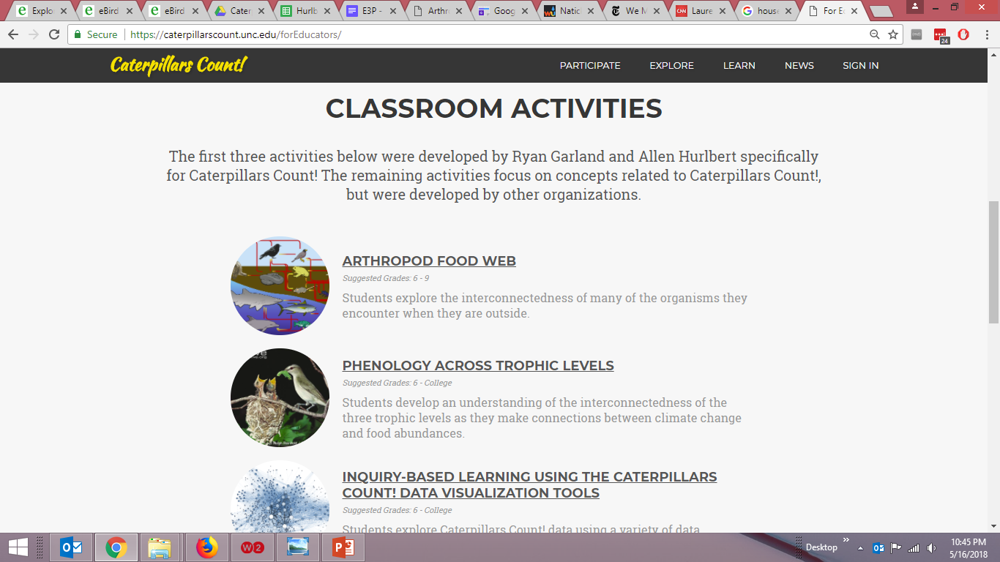 Explo
eBird
eBird
Cater
Hurlb
E3P -
Arthr
Goog
Natic
We M
Laure
house
For Ec
Secure
https://caterpillarscount.unc.edu/forEducators/
24
Caterpillars Count!
PARTICIPATE
EXPLORE
LEARN
NEWS
SIGN IN
CLASSROOM ACTIVITIES
The first three activities below were developed by Ryan Garland and Allen Hurlbert specifically
for Caterpillars Count! The remaining activities focus on concepts related to Caterpillars Count!,
but were developed by other organizations.
ARTHROPOD FOOD WEB
Suggested Grades: 6 - 9
Students explore the interconnectedness of many of the organisms they
encounter when they are outside.
PHENOLOGY ACROSS TROPHIC LEVELS
Suggested Grades: 6 - College
Students develop an understanding of the interconnectedness of the
three trophic levels as they make connections between climate change
and food abundances.
INQUIRY-BASED LEARNING USING THE CATERPILLARS
COUNT! DATA VISUALIZATION TOOLS
Suggested Grades: 6 - College
Students explore Caterpillars Count! data using a variety of data
Desktop
10:45 PM
5/16/2018